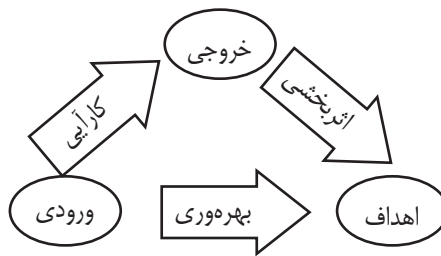 خروجی
کارآیی
اثربخشی
ورودی
بهره‌وری
اهداف